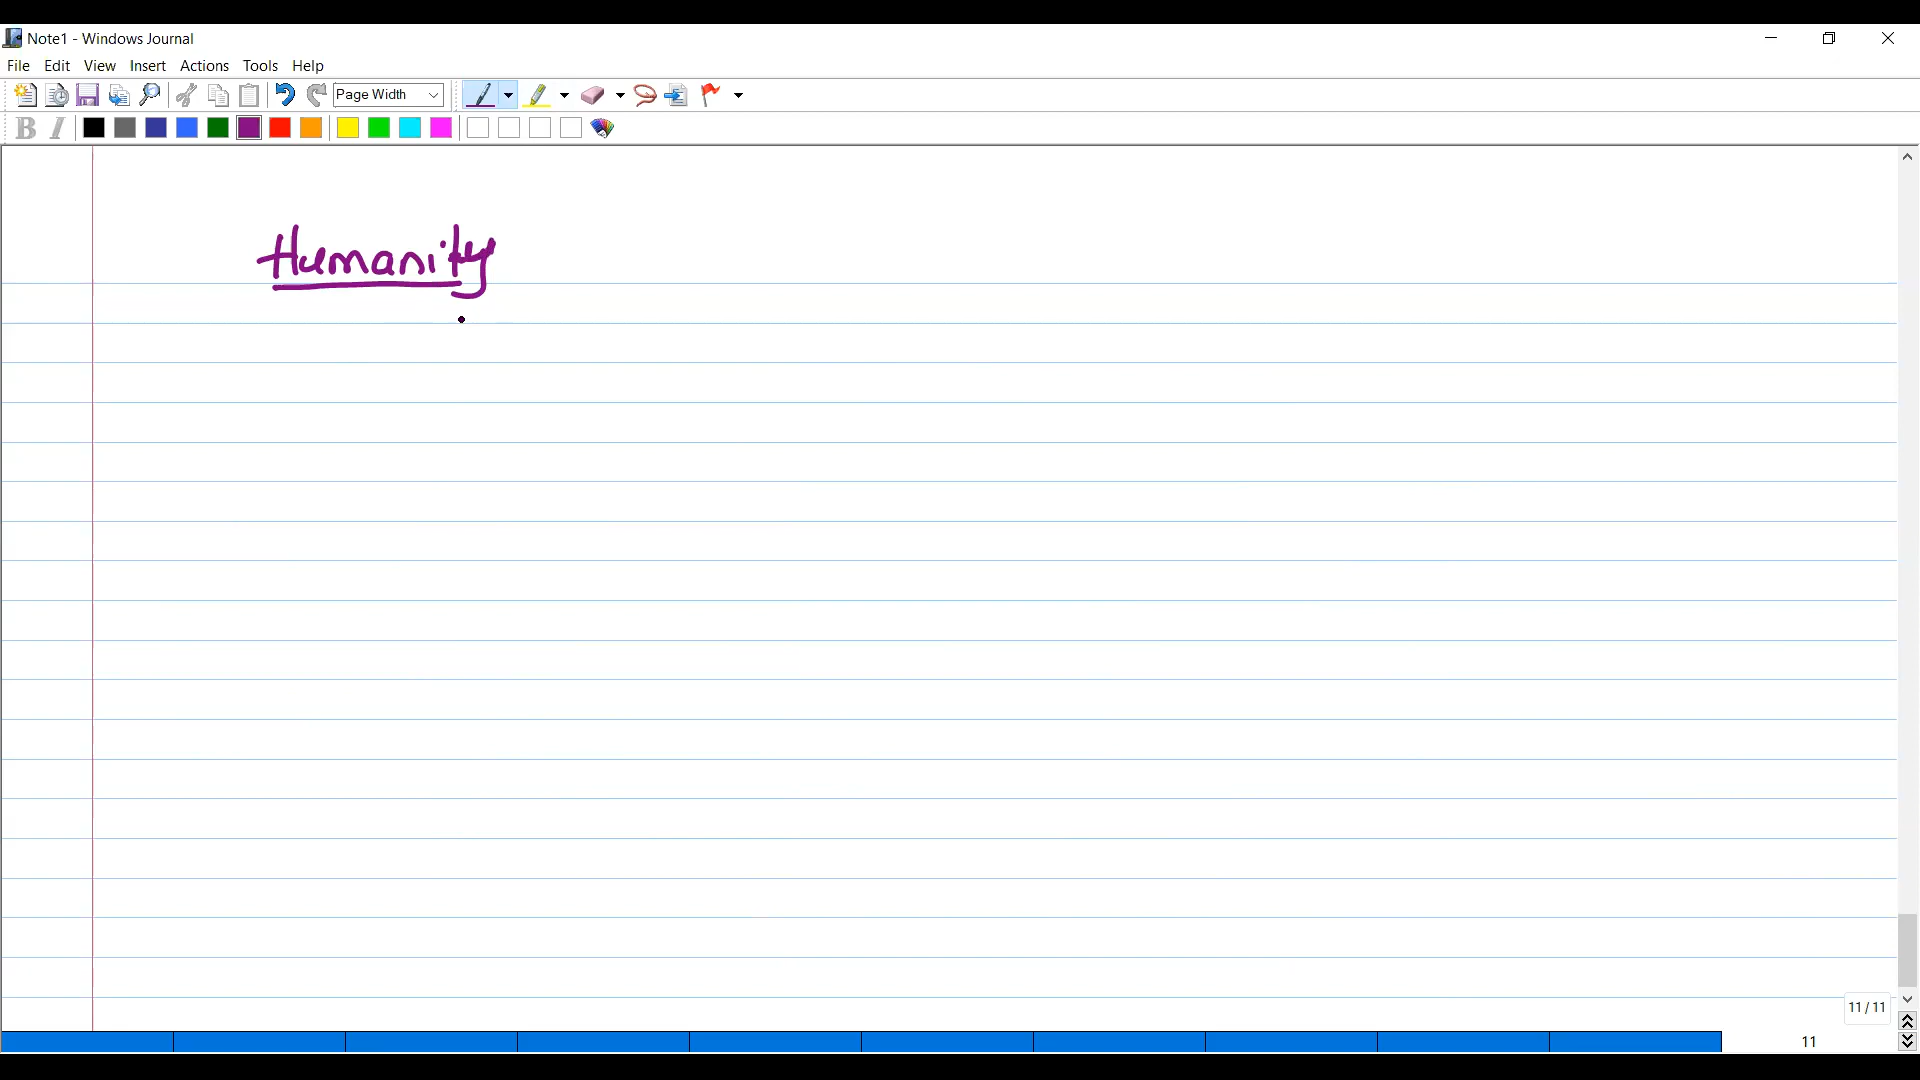 Note1 - Windows Journal
File Edit View Insert Actions Tools Help
Page Width
B I
Humanity
11 / 11
11